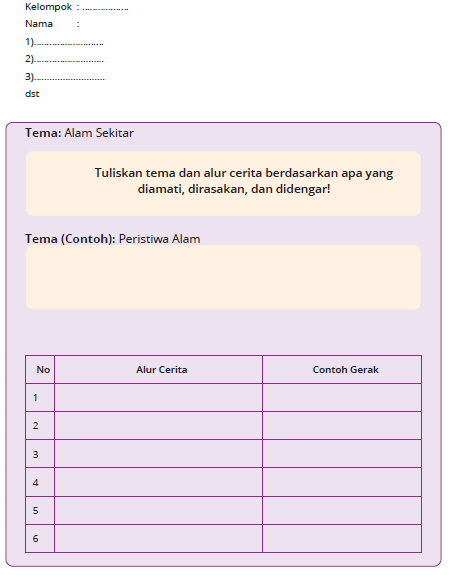 Kelompok : ..................
Nama :
1)...........................
2)...........................
3)...........................
dst
Tema: Alam Sekitar
Tuliskan tema dan alur cerita berdasarkan apa yang
diamati, dirasakan, dan didengar!
Tema (Contoh): Peristiwa Alam
No Alur Cerita Contoh Gerak
1
2
3
4
5
6